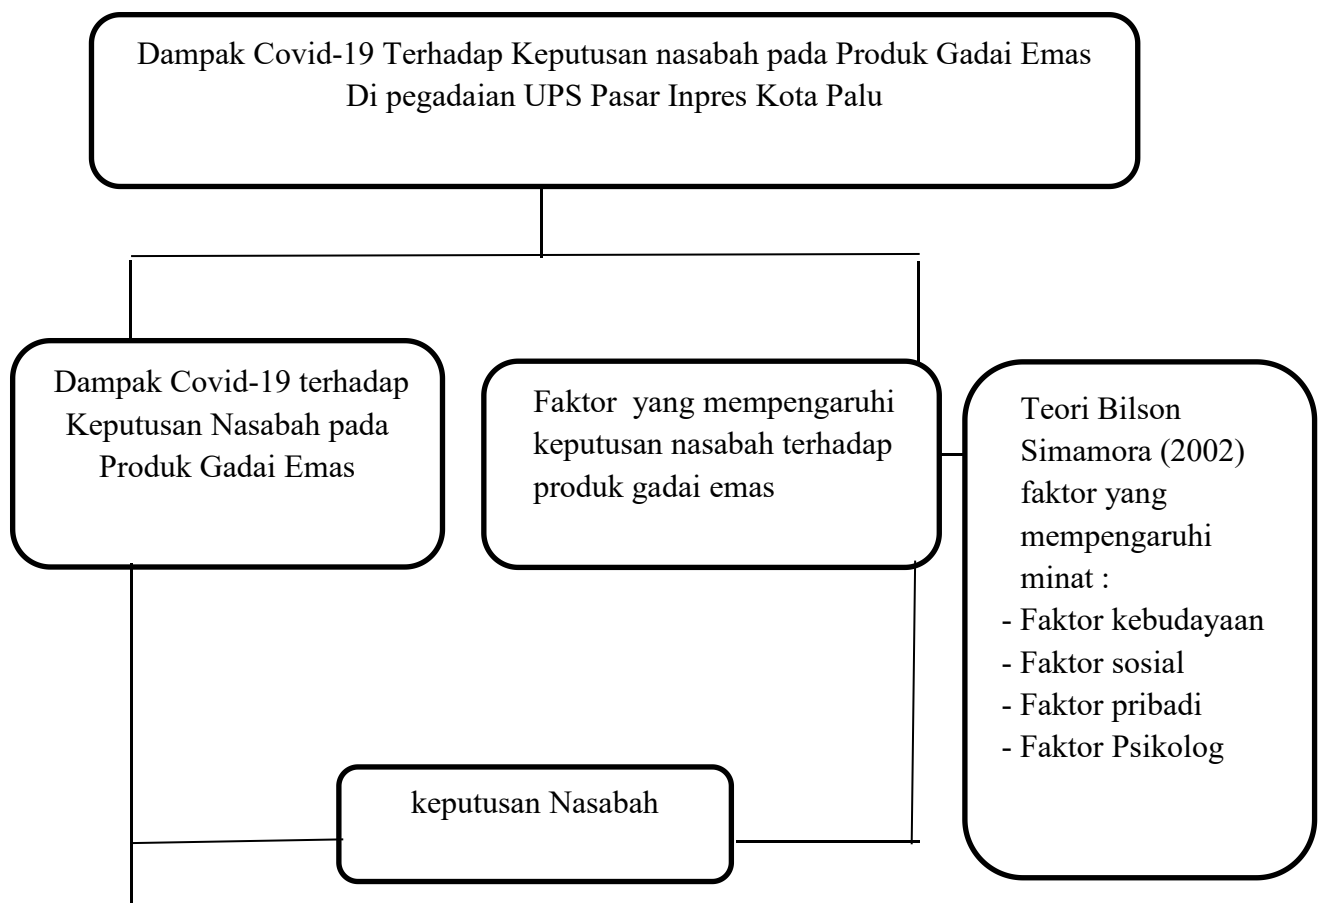 Dampak Covid-19 Terhadap Keputusan nasabah pada Produk Gadai Emas
Di pegadaian UPS Pasar Inpres Kota Palu
Dampak Covid-19 terhadap
Keputusan Nasabah pada
Produk Gadai Emas
Faktor yang mempengaruhi
keputusan nasabah terhadap
produk gadai emas
Teori Bilson
Simamora (2002)
faktor yang
mempengaruhi
minat :
- Faktor kebudayaan
- Faktor sosial
- Faktor pribadi
- Faktor Psikolog
keputusan Nasabah